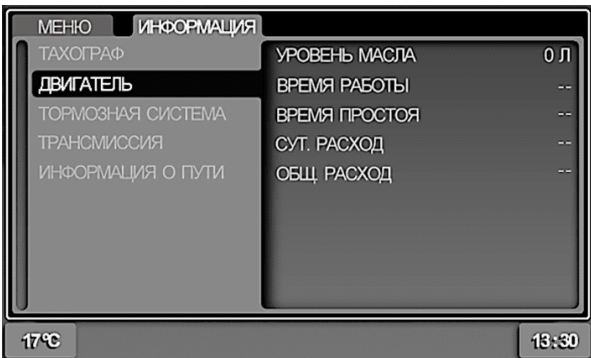 МЕНЮ ИНФОРМАЦИЯ
ТАХОГРАФ УРОВЕНЬ МАСЛА 0 Л
ДВИГАТЕЛЬ ВРЕМЯ РАБОТЫ --
ТОРМОЗНАЯ СИСТЕМА ВРЕМЯ ПРОСТОЯ --
ТРАНСМИССИЯ СУТ. РАСХОД --
ИНФОРМАЦИЯ О ПУТИ ОБЩ. РАСХОД --
17°C 13:30